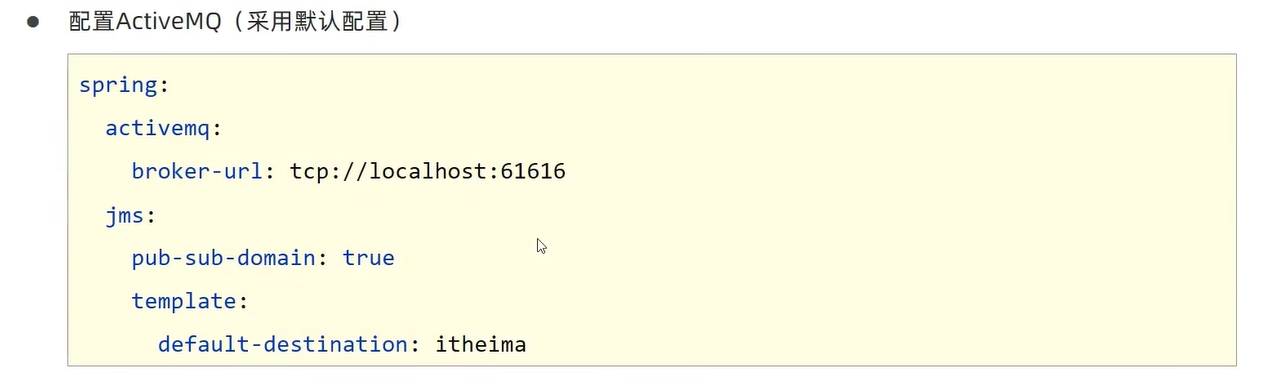 ● 配置ActiveMQ（采用默认配置）
spring:
  activemq:
    broker-url: tcp://localhost:61616
  jms:
    pub-sub-domain: true
    template:
      default-destination: itheima